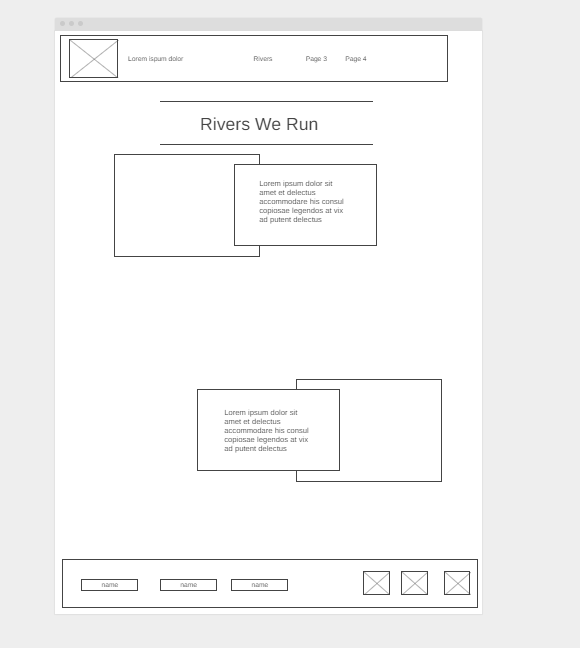 Lorem ipsum dolor Rivers Page 3 Page 4
Rivers We Run
Lorem ipsum dolor sit
amet et delectus
accommodare his consul
copiosae legendos at vix
ad putent delectus
Lorem ipsum dolor sit
amet et delectus
accommodare his consul
copiosae legendos at vix
ad putent delectus
name name name